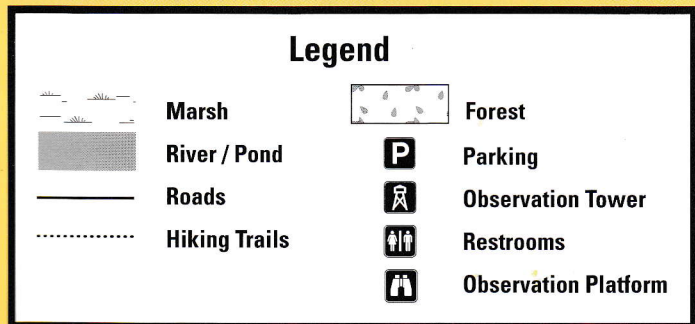 Legend
Marsh
River / Pond
Roads
Hiking Trails
Forest
P
Parking
Observation Tower
Restrooms
Observation Platform